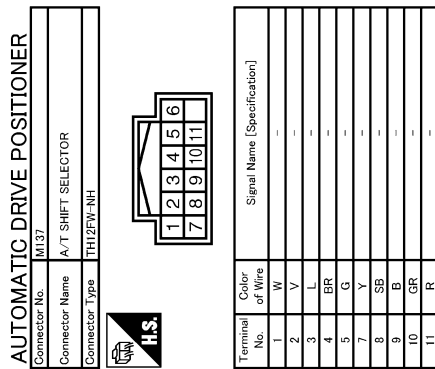 AUTOMATIC DRIVE POSITIONER
Connector No. M137
Connector Name A/T SHIFT SELECTOR
Connector Type TH12FW-NH
H.S.
1 2 3 4 5 6
7 8 9 10 11
Terminal No. Color of Wire Signal Name [Specification]
1 W -
2 V -
3 L -
4 BR -
5 G -
7 Y -
8 SB -
9 B -
10 GR -
11 R -